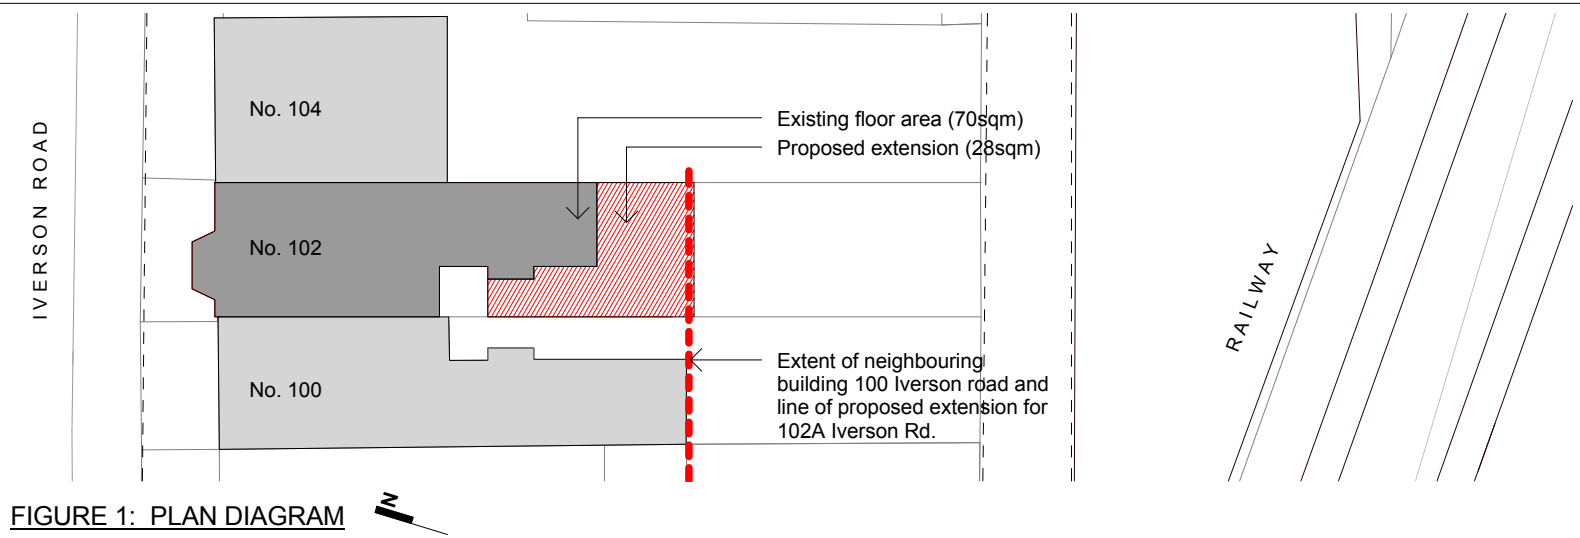 IVERSON ROAD
No. 104
Existing floor area (70sqm)
Proposed extension (28sqm)
No. 102
RAILWAY
Extent of neighbouring
building 100 Iverson road and
line of proposed extension for
102A Iverson Rd.
No. 100
FIGURE 1: PLAN DIAGRAM
N